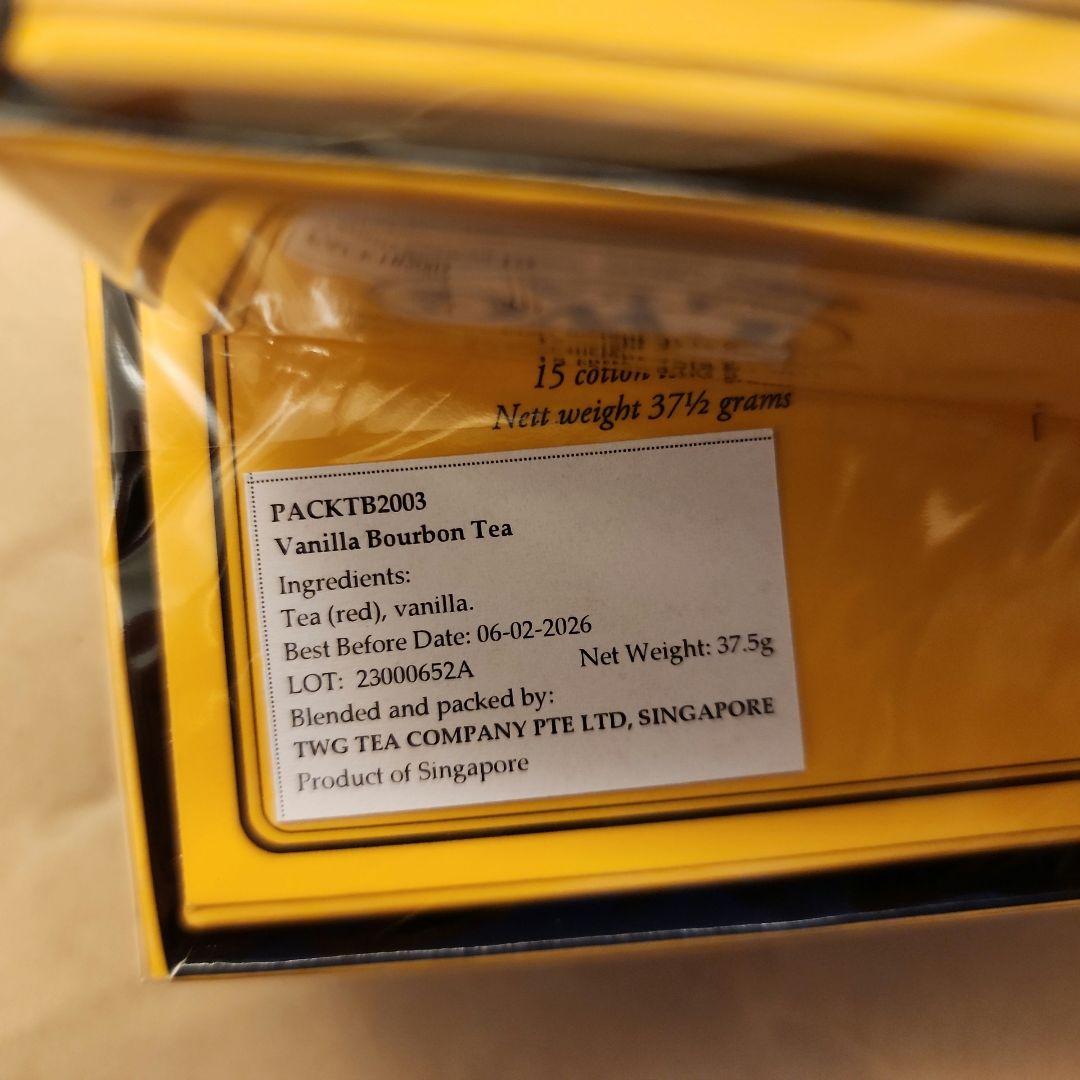 15 cotton
Nett weight 37½ grams
PACKTB2003
Vanilla Bourbon Tea
Ingredients:
Tea (red), vanilla.
Best Before Date: 06-02-2026
LOT: 23000652A Net Weight: 37.5g
Blended and packed by:
TWG TEA COMPANY PTE LTD, SINGAPORE
Product of Singapore